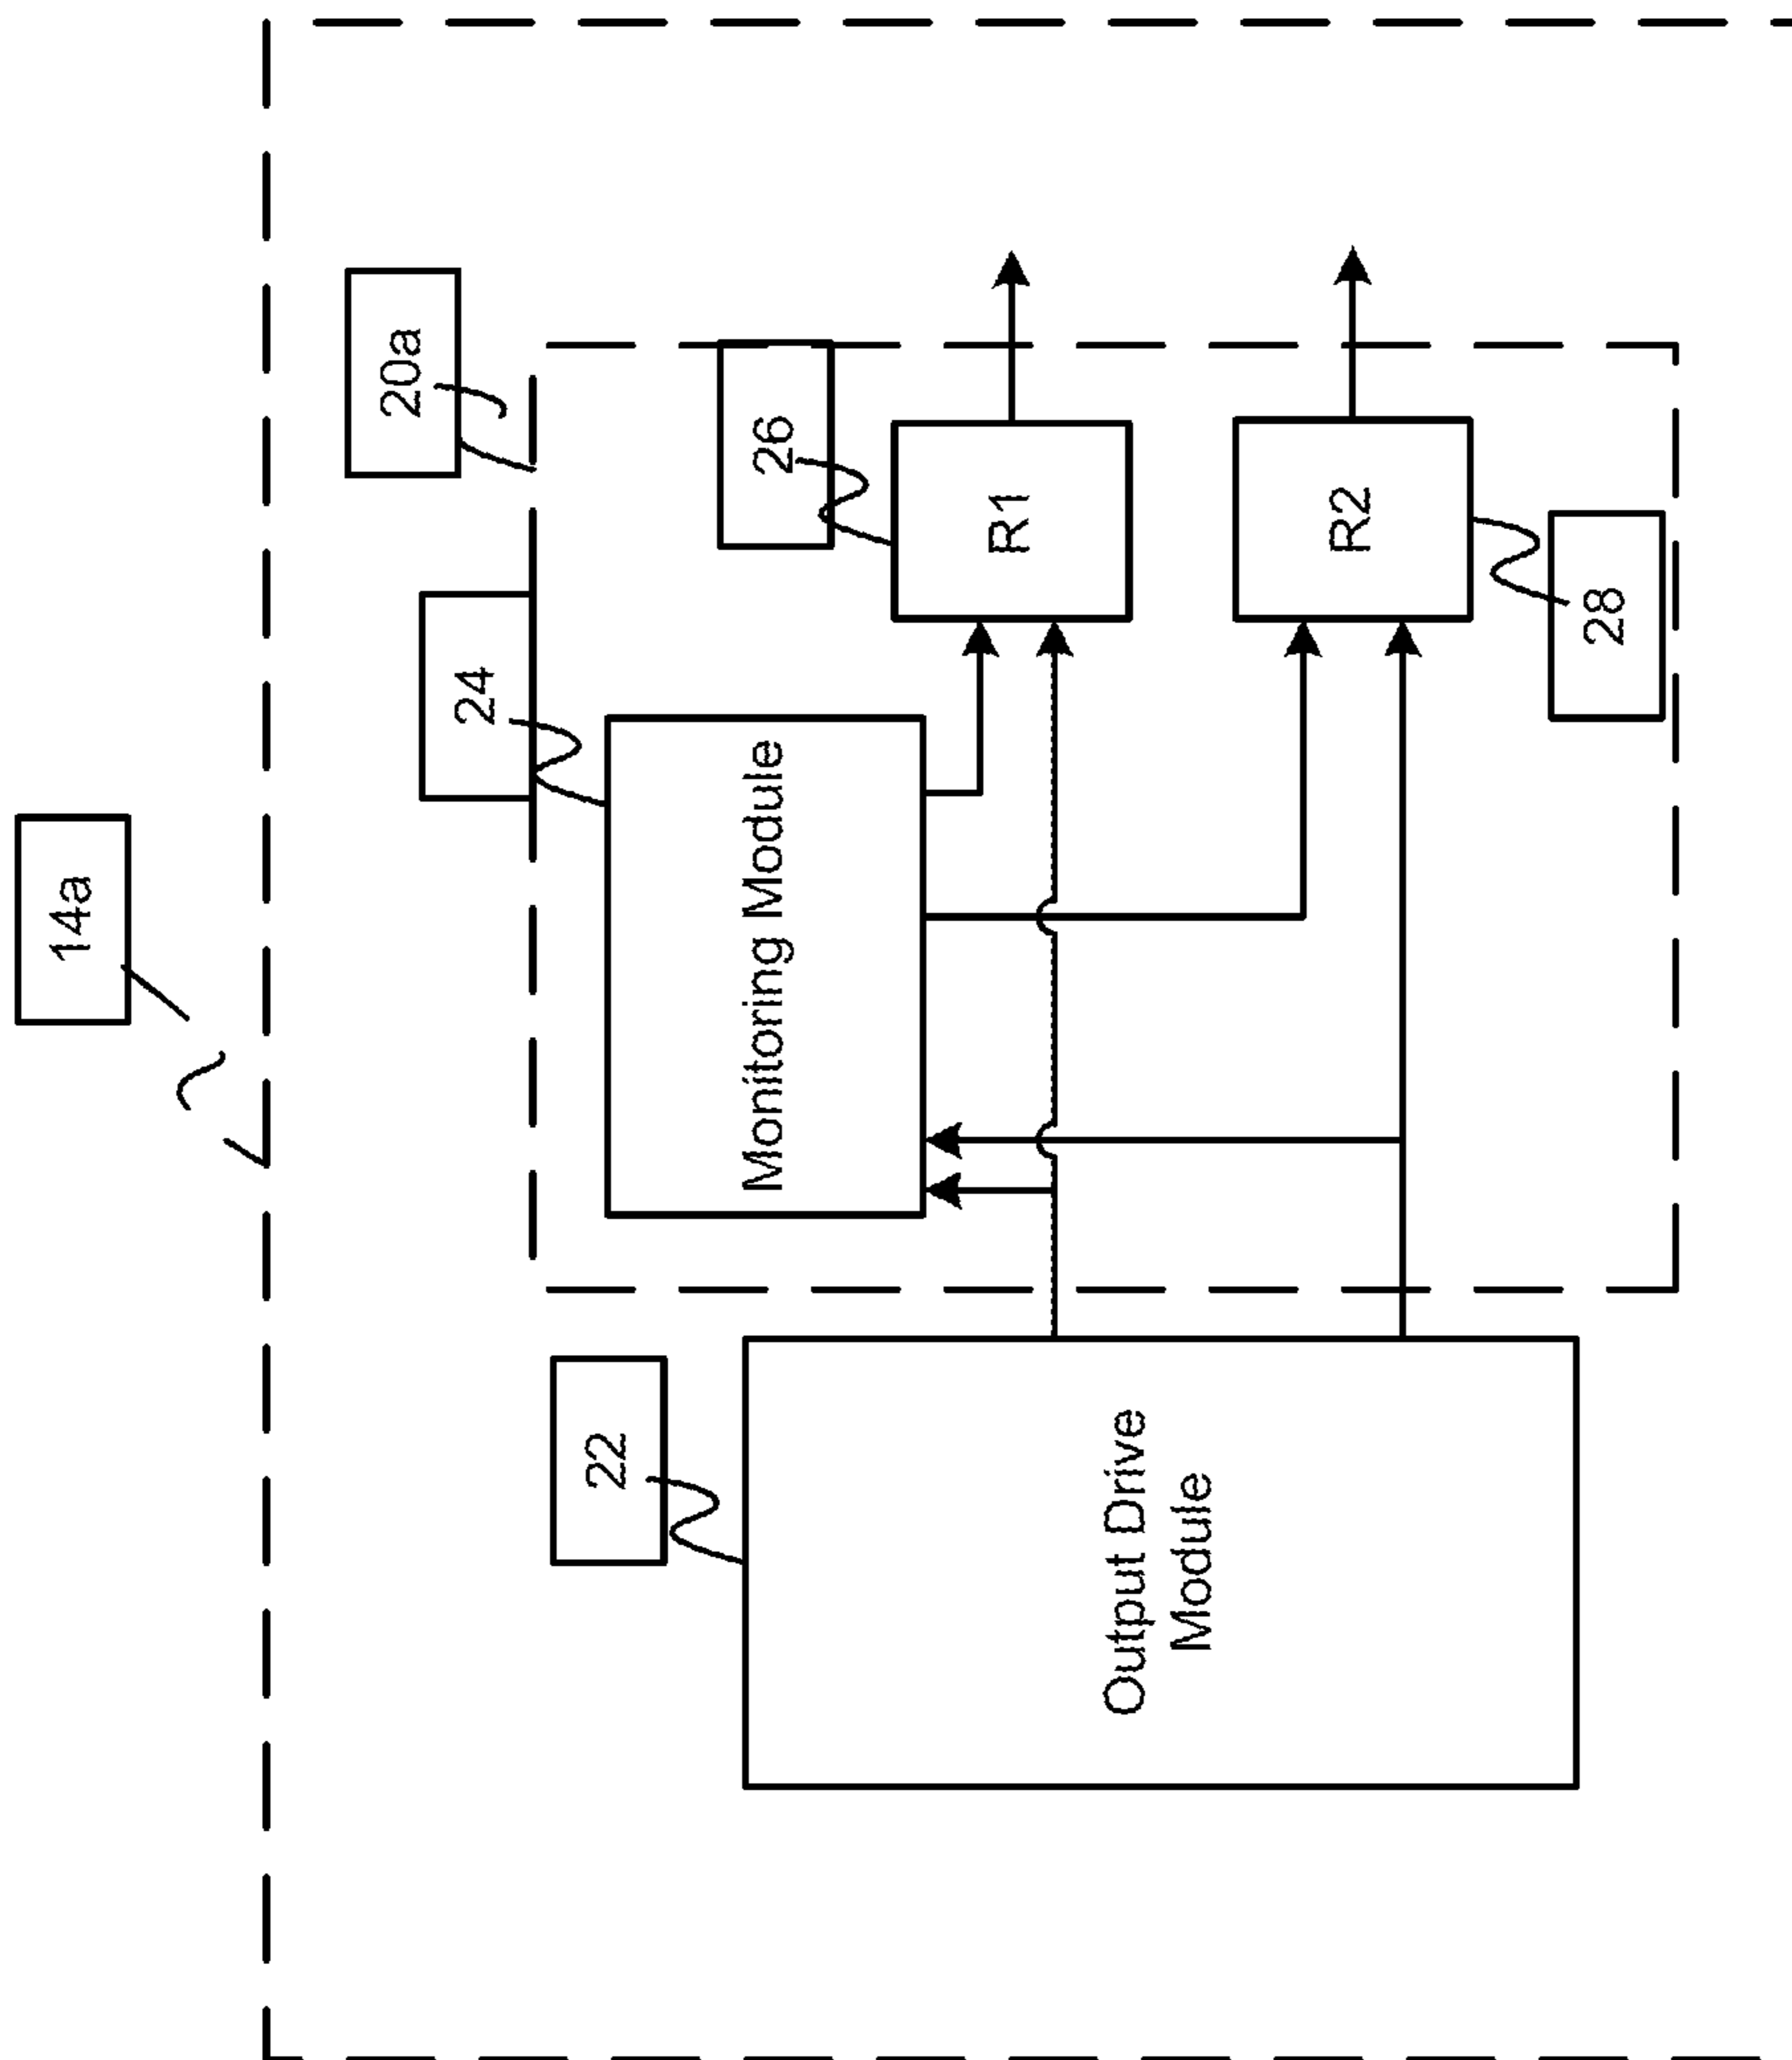 14a
20a
24
Monitoring Module
26
R1
R2
28
22
Output Drive
Module